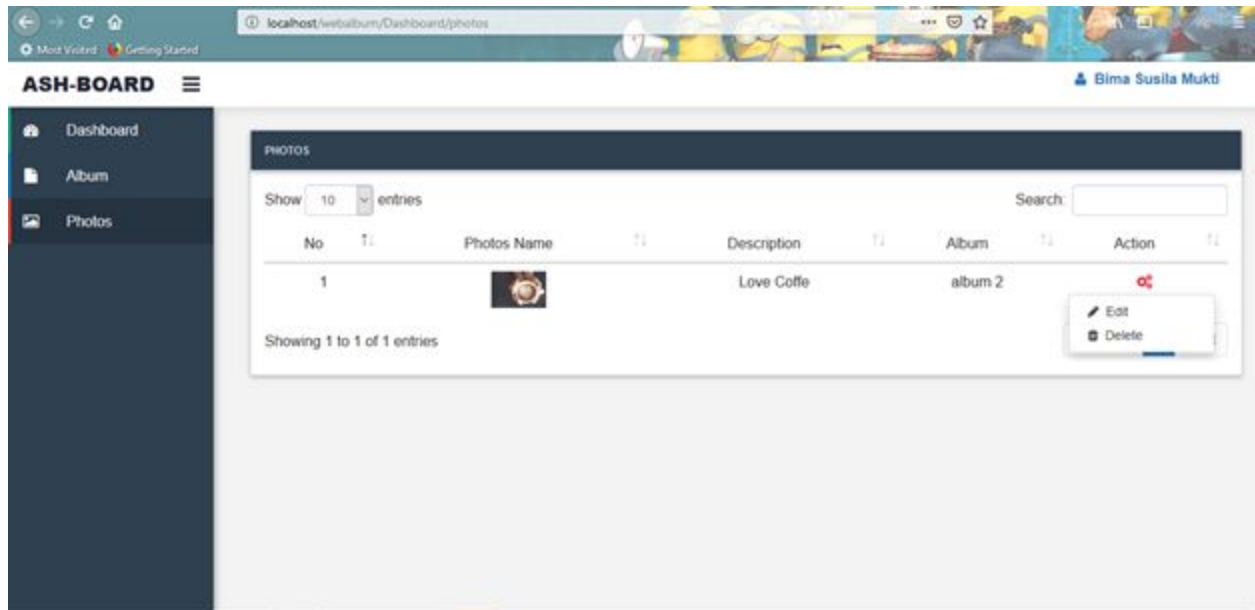 localhost/webalbum/Dashboard/photos
Most Visited Getting Started
ASH-BOARD
Bima Susila Mukti
Dashboard
Album
Photos
PHOTOS
Show 10 entries
Search:
No Photos Name Description Album Action
1 Love Coffe album 2
Edit
Delete
Showing 1 to 1 of 1 entries